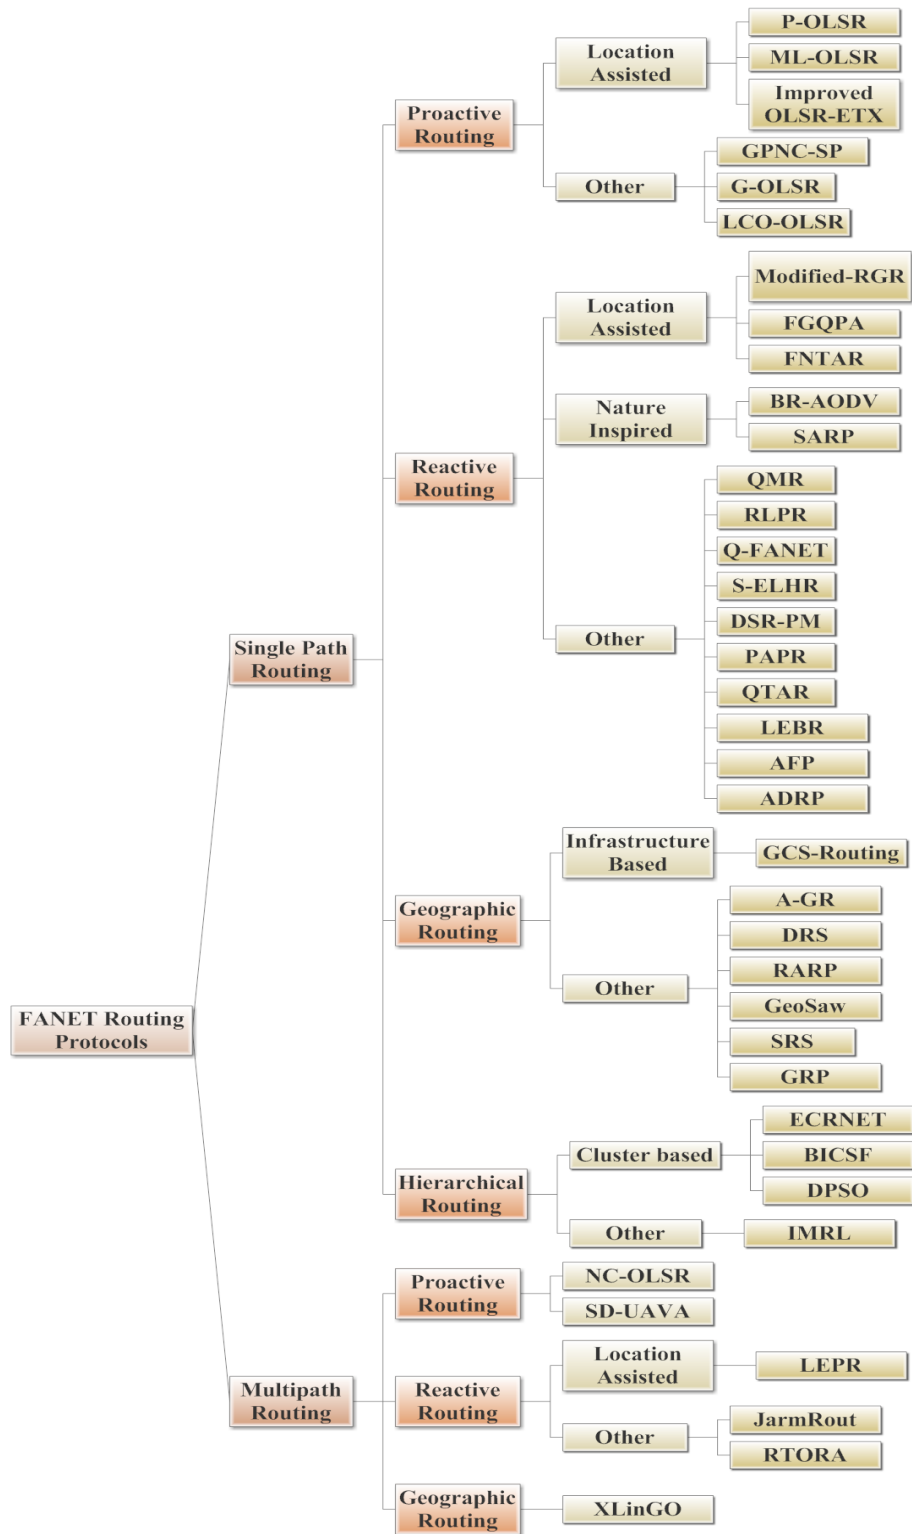 P-OLSR
Location
Assisted
ML-OLSR
Improved
OLSR-ETX
Proactive
Routing
GPNC-SP
Other
G-OLSR
LCO-OLSR
Modified-RGR
Location
Assisted
FGQPA
FNTAR
Nature
Inspired
BR-AODV
SARP
Reactive
Routing
QMR
RLPR
Q-FANET
S-ELHR
DSR-PM
Other
PAPR
QTAR
LEBR
AFP
ADRP
Single Path
Routing
Infrastructure
Based
GCS-Routing
Geographic
Routing
A-GR
DRS
RARP
Other
GeoSaw
SRS
GRP
FANET Routing
Protocols
ECRNET
Cluster based
BICSF
DPSO
Hierarchical
Routing
Other
IMRL
Proactive
Routing
NC-OLSR
SD-UAVA
Multipath
Routing
Reactive
Routing
Location
Assisted
LEPR
Other
JarmRout
RTORA
Geographic
Routing
XLinGO